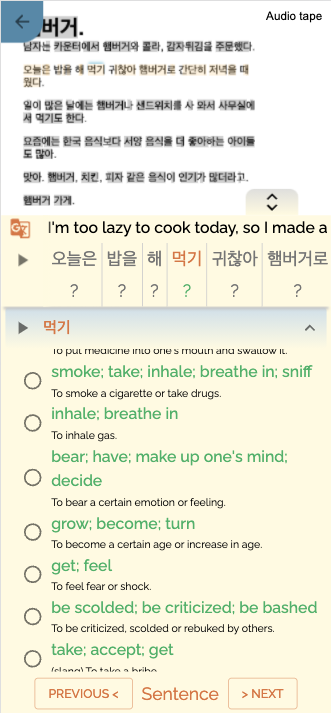 Audio tape
햄버거.
남자는 카운터에서 햄버거와 콜라, 감자튀김을 주문했다.
오늘은 밥을 해 먹기 귀찮아 햄버거로 간단히 저녁을 때
웠다.
일이 많은 날에는 햄버거나 샌드위치를 사 와서 사무실에
서 먹기도 한다.
요즘에는 한국 음식보다 서양 음식을 더 좋아하는 아이들
도 많아.
맞아. 햄버거, 치킨, 피자 같은 음식이 인기가 많더라고.
햄버거 가게.
I'm too lazy to cook today, so I made a
오늘은 밥을 해 먹기 귀찮아 햄버거로
? ? ? ? ? ?
먹기
To put medicine into one's mouth and swallow it.
smoke; take; inhale; breathe in; sniff
To smoke a cigarette or take drugs.
inhale; breathe in
To inhale gas.
bear; have; make up one's mind;
decide
To bear a certain emotion or feeling.
grow; become; turn
To become a certain age or increase in age.
get; feel
To feel fear or shock.
be scolded; be criticized; be bashed
To be criticized, scolded or rebuked by others.
take; accept; get
(slang) To take a bribe.
PREVIOUS < Sentence > NEXT